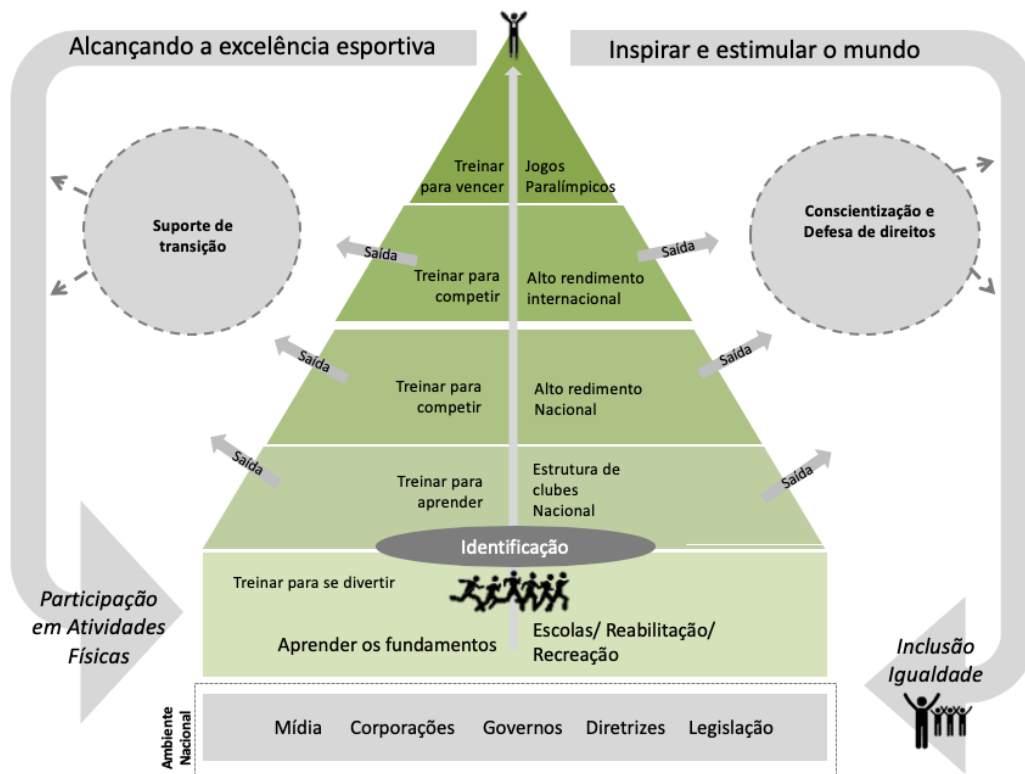 Alcançando a excelência esportiva
Inspirar e estimular o mundo
Treinar
para vencer
Jogos
Paralímpicos
Suporte de
transição
Conscientização e
Defesa de direitos
Saída
Saída
Treinar para
competir
Alto rendimento
internacional
Saída
Saída
Treinar para
competir
Alto redimento
Nacional
Saída
Saída
Treinar para
aprender
Estrutura de
clubes
Nacional
Identificação
Treinar para se divertir
Aprender os fundamentos
Escolas/ Reabilitação/
Recreação
Participação
em Atividades
Físicas
Inclusão
Igualdade
Ambiente
Nacional
Mídia Corporações Governos Diretrizes Legislação